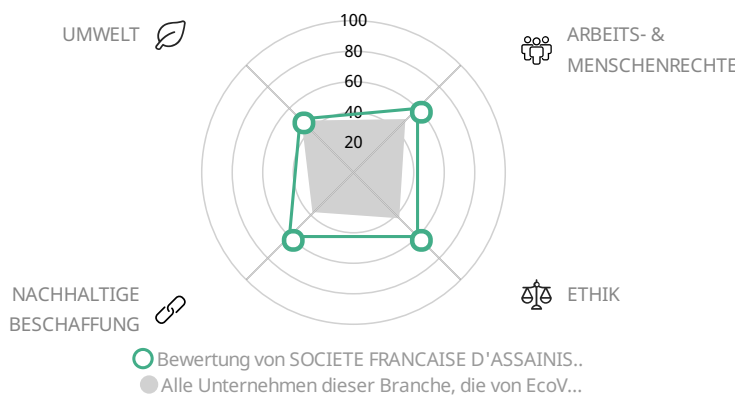 100
80
60
40
20
UMWELT
ARBEITS- &
MENSCHENRECHTE
NACHHALTIGE
BESCHAFFUNG
ETHIK
Bewertung von SOCIETE FRANCAISE D'ASSAINIS..
Alle Unternehmen dieser Branche, die von EcoV...